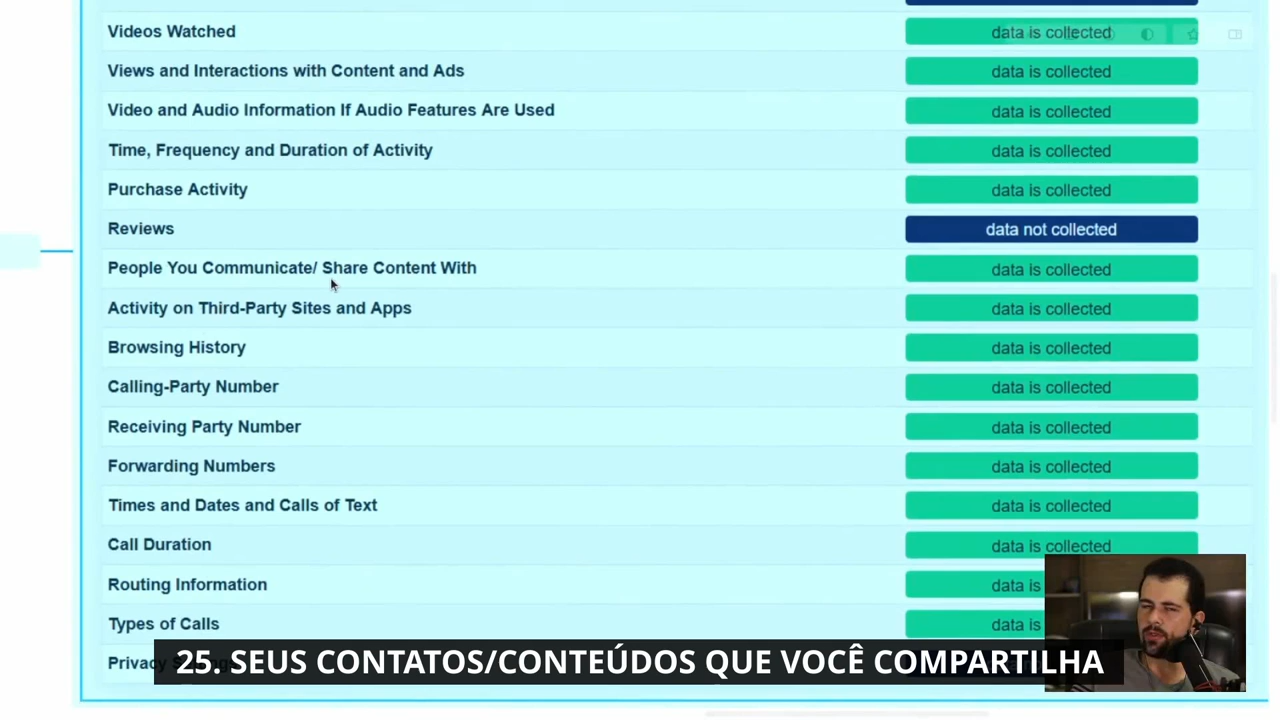 Videos Watched data is collected
Views and Interactions with Content and Ads data is collected
Video and Audio Information If Audio Features Are Used data is collected
Time, Frequency and Duration of Activity data is collected
Purchase Activity data is collected
Reviews data not collected
People You Communicate/ Share Content With data is collected
Activity on Third-Party Sites and Apps data is collected
Browsing History data is collected
Calling-Party Number data is collected
Receiving Party Number data is collected
Forwarding Numbers data is collected
Times and Dates and Calls of Text data is collected
Call Duration data is collected
Routing Information data is
Types of Calls data is
Privacy
25. SEUS CONTATOS/CONTEÚDOS QUE VOCÊ COMPARTILHA